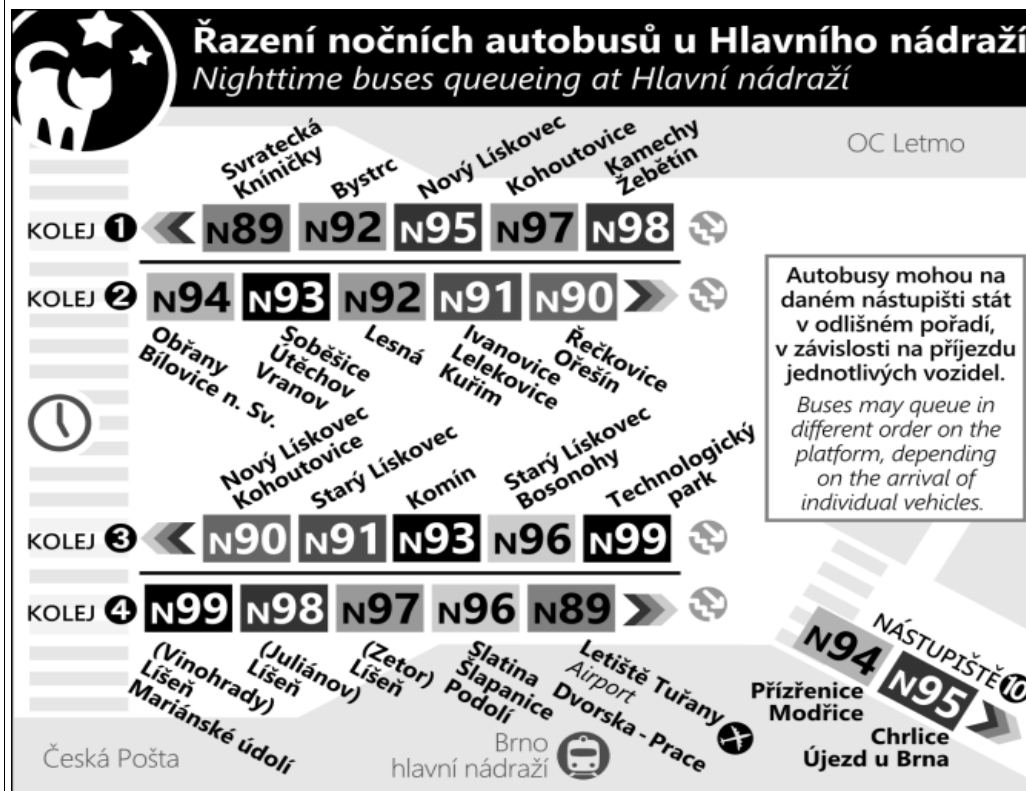 Řazení nočních autobusů u Hlavního nádraží
Nighttime buses queueing at Hlavní nádraží
OC Letmo
Svratecká
Kníničky
Bystrc
Nový Lískovec
Kohoutovice
Kamechy
Žebětín
KOLEJ 1 N89 N92 N95 N97 N98
KOLEJ 2 N94 N93 N92 N91 N90
Obřany
Bílovice n. Sv.
Soběšice
Útěchov
Vranov
Lesná
Ivanovice
Lelekovice
Kuřim
Řečkovice
Ořešín
Autobusy mohou na
daném nástupišti stát
v odlišném pořadí,
v závislosti na příjezdu
jednotlivých vozidel.
Buses may queue in
different order on the
platform, depending
on the arrival of
individual vehicles.
Nový Lískovec
Kohoutovice
Starý Lískovec
Komín
Starý Lískovec
Bosonohy
Technologický
park
KOLEJ 3 N90 N91 N93 N96 N99
KOLEJ 4 N99 N98 N97 N96 N89
(Vinohrady)
Líšeň
Mariánské údolí
(Juliánov)
Líšeň
(Zetor)
Líšeň
Slatina
Šlapanice
Podolí
Letiště Tuřany
Airport
Dvorska - Prace
NÁSTUPIŠTĚ 10
N94 N95
Přízřenice
Modřice
Chrlice
Újezd u Brna
Česká Pošta
Brno
hlavní nádraží